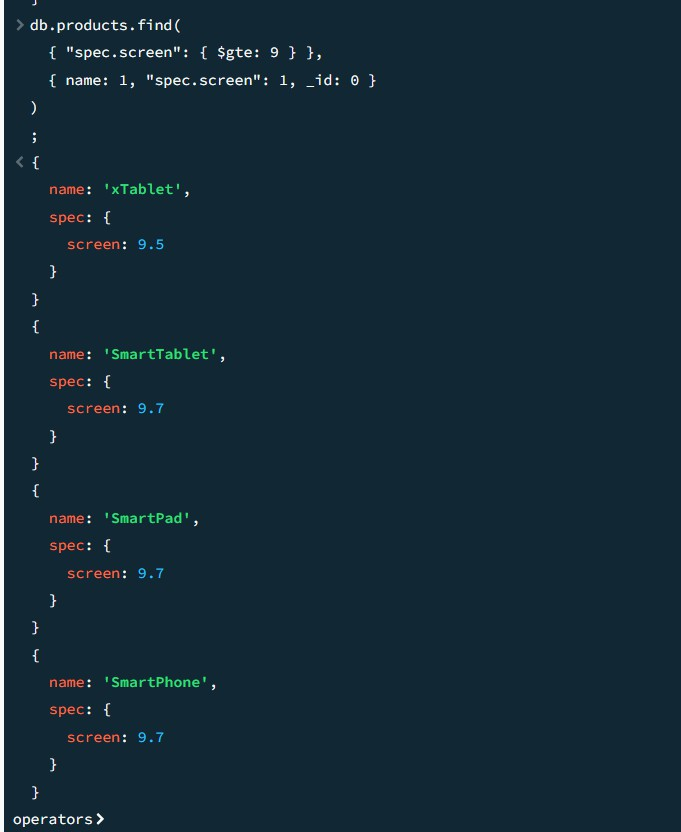 }
> db.products.find(
{ "spec.screen": { $gte: 9 } },
{ name: 1, "spec.screen": 1, _id: 0 }
)
;
< {
name: 'xTablet',
spec: {
screen: 9.5
}
}
{
name: 'SmartTablet',
spec: {
screen: 9.7
}
}
{
name: 'SmartPad',
spec: {
screen: 9.7
}
}
{
name: 'SmartPhone',
spec: {
screen: 9.7
}
}
operators>